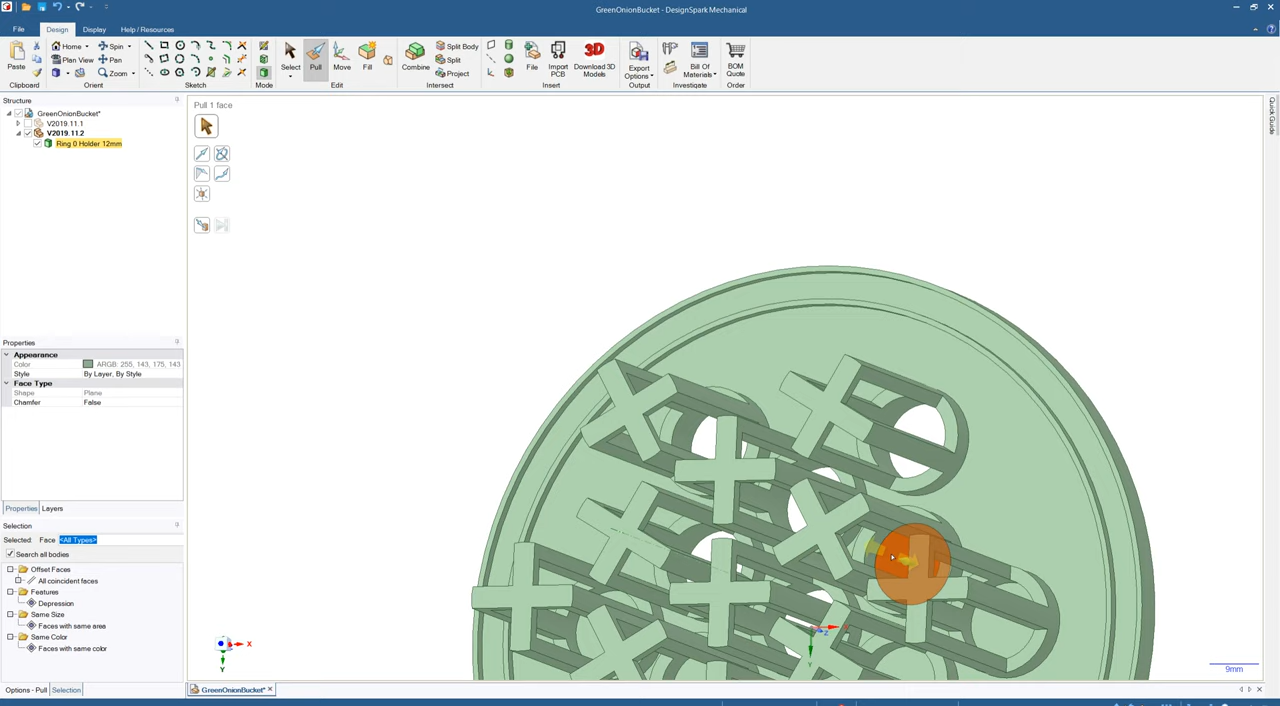 GreenOnionBucket - DesignSpark Mechanical
File Design Display Help / Resources
Paste Home Spin Select Pull Move Fill Combine Split Body File Import PCB Download 3D Models Export Options Bill Of Materials BOM Quote
Plan View Pan Split
Zoom Project
Clipboard Orient Sketch Mode Edit Intersect Insert Output Investigate Order
Structure
GreenOnionBucket*
V2019.11.1
V2019.11.2
Ring 0 Holder 12mm
Pull 1 face
Quick Guide
Properties
Appearance
Color ARGB: 255, 143, 175, 143
Style By Layer, By Style
Face Type
Shape Plane
Chamfer False
Properties Layers
Selection
Selected: Face <All Types>
Search all bodies
Offset Faces
All coincident faces
Features
Depression
Same Size
Faces with same area
Same Color
Faces with same color
X
Y
9mm
Options - Pull Selection GreenOnionBucket*